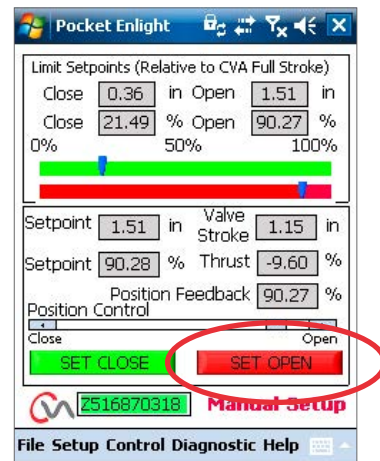 Pocket Enlight
Limit Setpoints (Relative to CVA Full Stroke)
Close 0.36 in Open 1.51 in
Close 21.49 % Open 90.27 %
0% 50% 100%
Setpoint 1.51 in Valve Stroke 1.15 in
Setpoint 90.28 % Thrust -9.60 %
Position Feedback 90.27 %
Position Control
Close Open
SET CLOSE SET OPEN
Z516870318 Manual Setup
File Setup Control Diagnostic Help